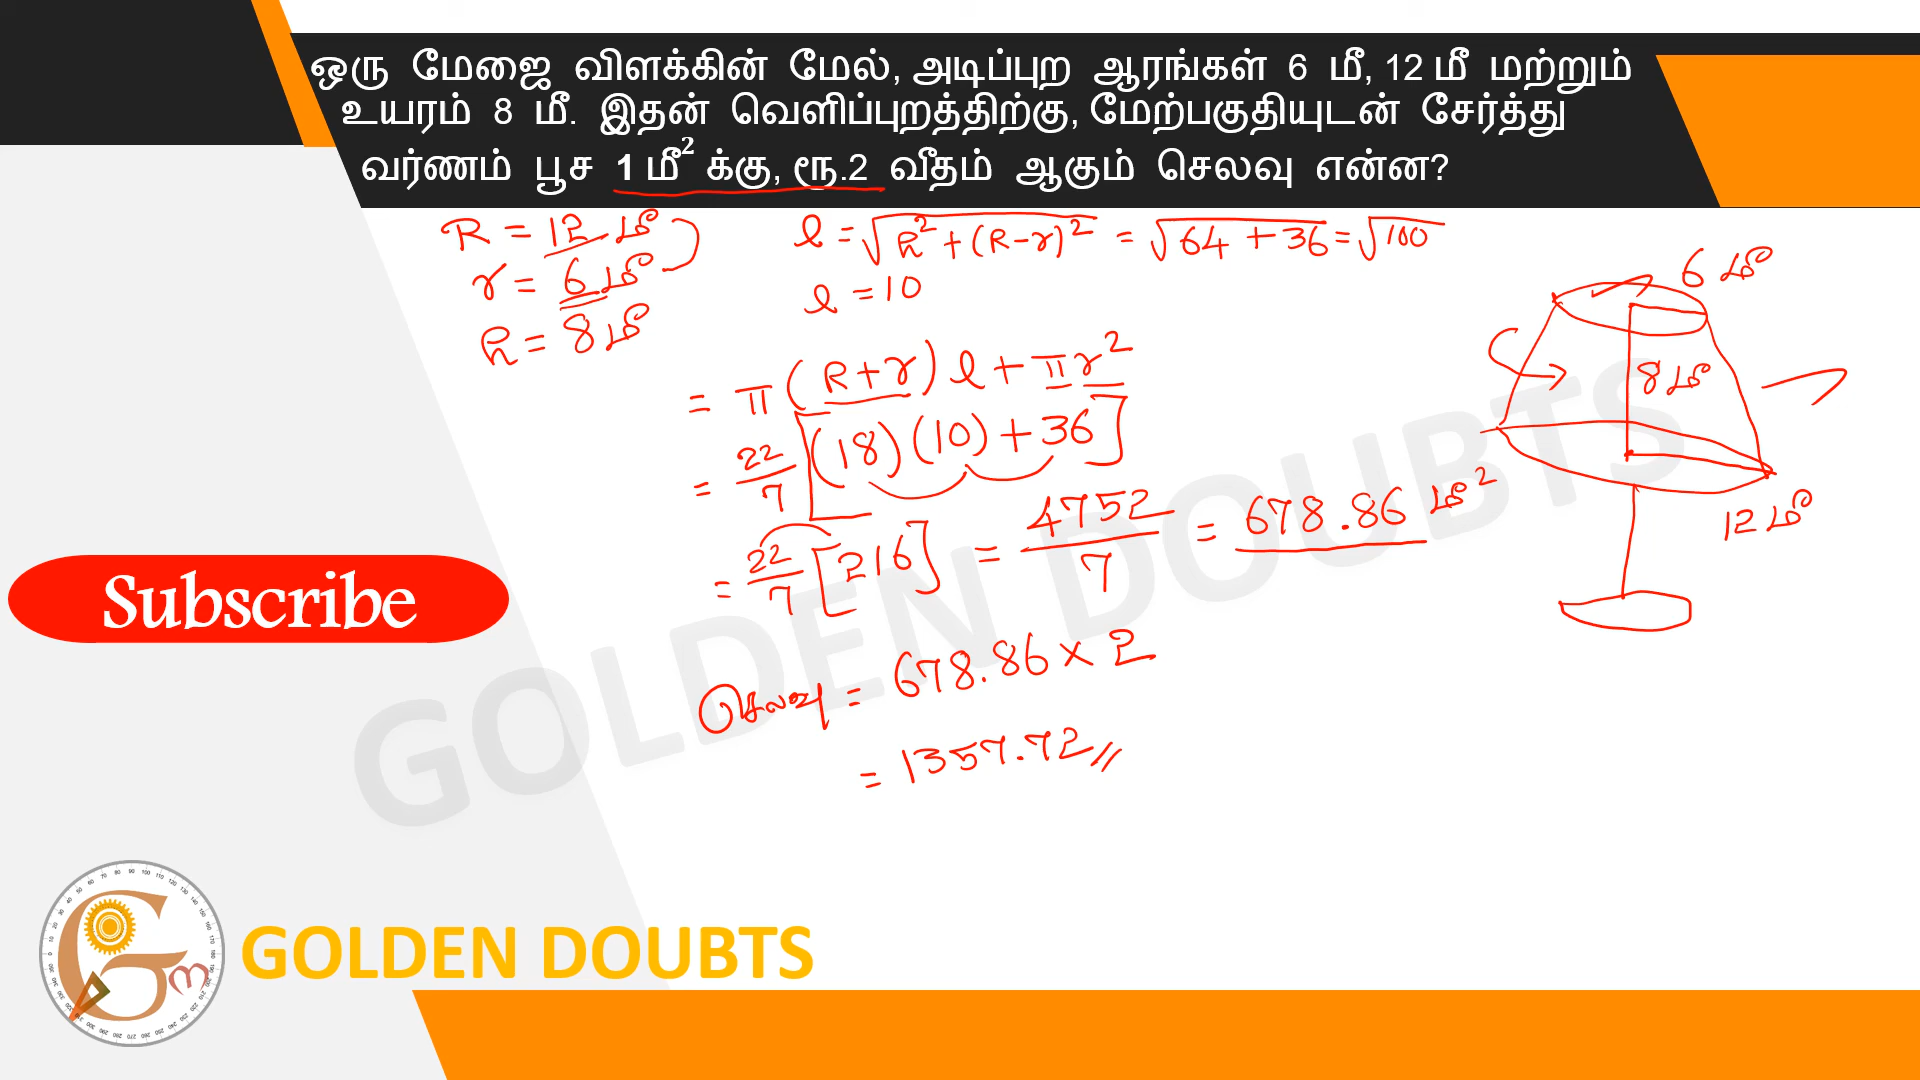 ஒரு மேஜை விளக்கின் மேல், அடிப்புற ஆரங்கள் 6 மீ, 12 மீ மற்றும்
உயரம் 8 மீ. இதன் வெளிப்புறத்திற்கு, மேற்பகுதியுடன் சேர்த்து
வர்ணம் பூச 1 மீ² க்கு, ரூ.2 வீதம் ஆகும் செலவு என்ன?
R = 12 மீ
r = 6 மீ
h = 8 மீ
l = √h² + (R-r)² = √64 + 36 = √100
l = 10
= π (R+r) l + πr²
= 22/7 [(18)(10) + 36]
= 22/7 [216] = 4752/7 = 678.86 மீ²
செலவு = 678.86 × 2
= 1357.72//
6 மீ
8 மீ
12 மீ
Subscribe
GOLDEN DOUBTS
GOLDEN DOUBTS